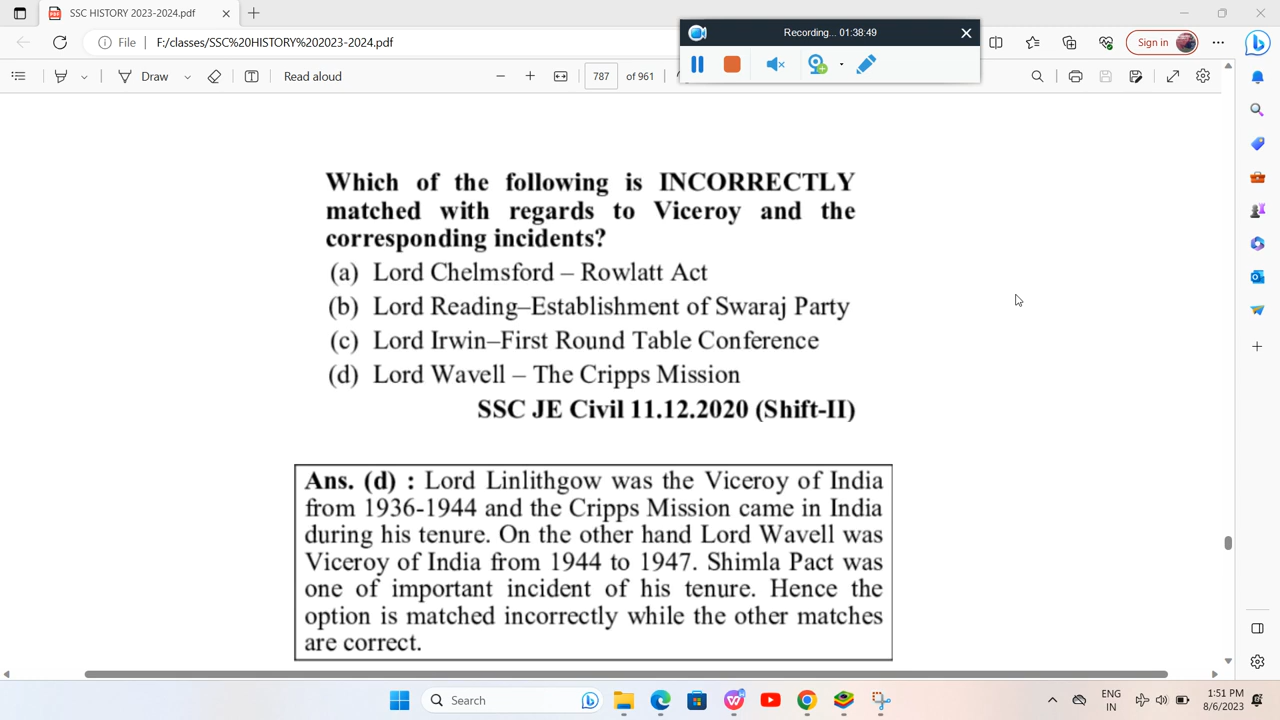 SSC HISTORY 2023-2024.pdf
Recording... 01:38:49
File F:/classes/SSC%20HISTORY%202023-2024.pdf
Sign in
Draw
Read aloud
787 of 961
Which of the following is INCORRECTLY
matched with regards to Viceroy and the
corresponding incidents?
(a) Lord Chelmsford – Rowlatt Act
(b) Lord Reading–Establishment of Swaraj Party
(c) Lord Irwin–First Round Table Conference
(d) Lord Wavell – The Cripps Mission
SSC JE Civil 11.12.2020 (Shift-II)
Ans. (d) : Lord Linlithgow was the Viceroy of India
from 1936-1944 and the Cripps Mission came in India
during his tenure. On the other hand Lord Wavell was
Viceroy of India from 1944 to 1947. Shimla Pact was
one of important incident of his tenure. Hence the
option is matched incorrectly while the other matches
are correct.
Search
ENG
IN
1:51 PM
8/6/2023